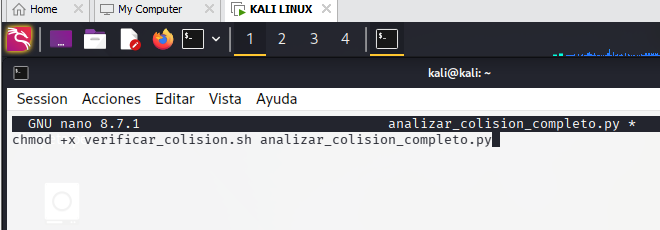 Home My Computer KALI LINUX
1 2 3 4
kali@kali: ~
Session Acciones Editar Vista Ayuda
GNU nano 8.7.1 analizar_colision_completo.py *
chmod +x verificar_colision.sh analizar_colision_completo.py